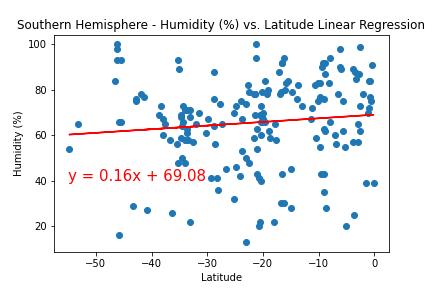 Southern Hemisphere - Humidity (%) vs. Latitude Linear Regression
100
80
60
40
20
Humidity (%)
y = 0.16x + 69.08
−50
−40
−30
−20
−10
0
Latitude